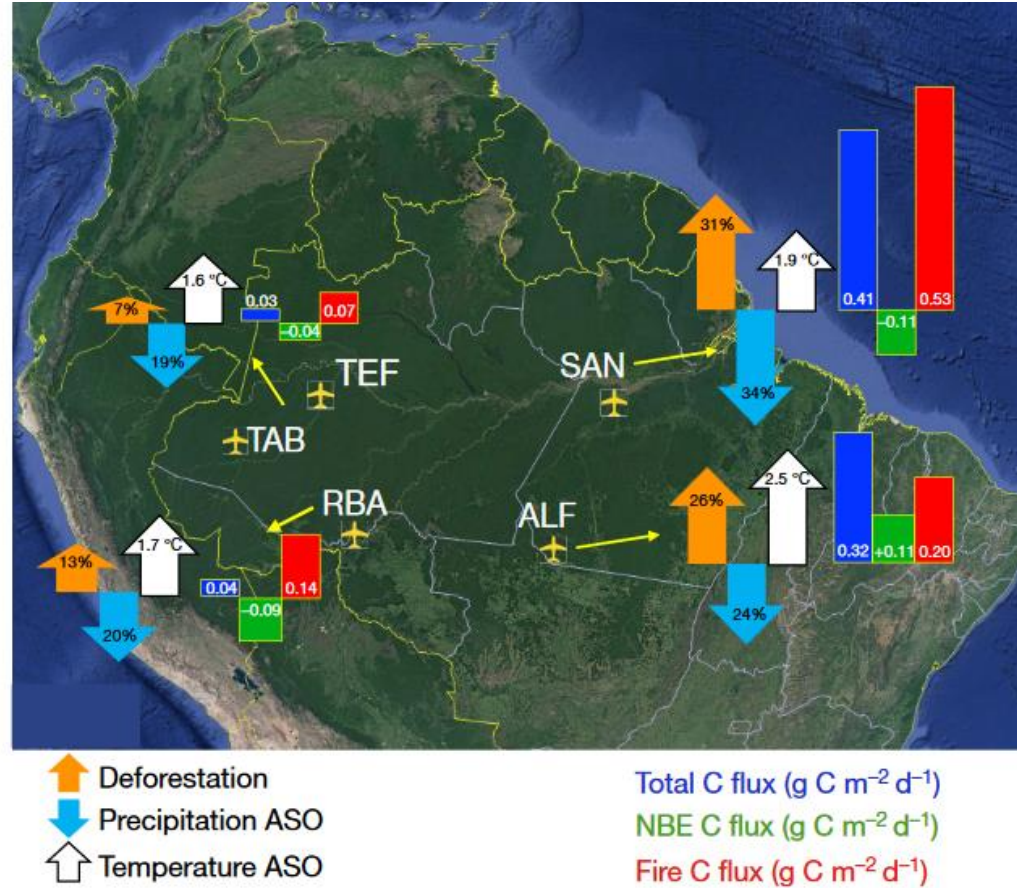 31%
1.9 °C
0.41
–0.11
0.53
34%
7%
1.6 °C
0.03
–0.04
0.07
19%
TEF
SAN
TAB
RBA
ALF
26%
2.5 °C
0.32
+0.11
0.20
24%
13%
1.7 °C
0.04
–0.09
0.14
20%
Deforestation
Precipitation ASO
Temperature ASO
Total C flux (g C m⁻² d⁻¹)
NBE C flux (g C m⁻² d⁻¹)
Fire C flux (g C m⁻² d⁻¹)